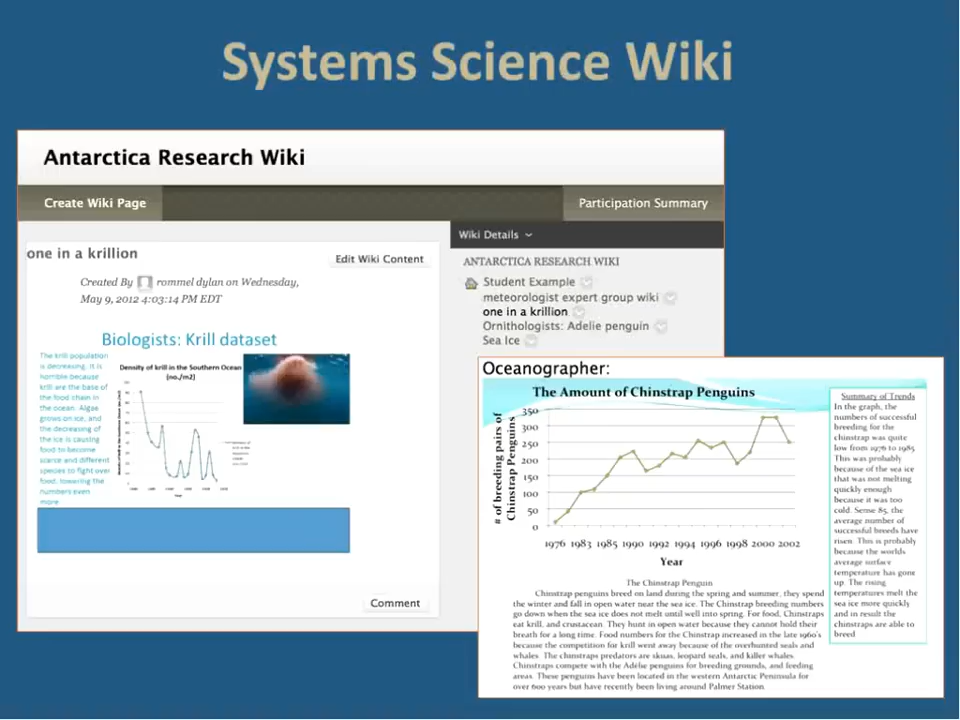 Systems Science Wiki
Antarctica Research Wiki
Create Wiki Page
Participation Summary
one in a krillion
Edit Wiki Content
Created By rommel dylan on Wednesday,
May 9, 2012 4:03:14 PM EDT
Biologists: Krill dataset
The krill population
is decreasing. It is
horrible because
krill are the base of
the food chain in
the ocean. Algae
grows on ice, and
the decreasing of
the ice is causing
food to become
scarce and different
species to fight over
food, lowering the
numbers even
more
Density of krill in the Southern Ocean
(no./m2)
Year
Comment
Wiki Details
ANTARCTICA RESEARCH WIKI
Student Example
meteorologist expert group wiki
one in a krillion
Ornithologists: Adelie penguin
Sea Ice
Oceanographer:
The Amount of Chinstrap Penguins
# of breeding pairs of
Chinstrap Penguins
350
300
250
200
150
100
50
0
1976 1983 1985 1990 1992 1994 1996 1998 2000 2002
Year
Summary of Trends
In the graph, the
numbers of successful
breeding for the
chinstrap was quite
low from 1976 to 1985
This was probably
because of the sea ice
that was not melting
quickly enough
because it was too
cold. Sense 85, the
average number of
successful breeds have
risen. This is probably
because the worlds
average surface
temperature has gone
up. The rising
temperatures melt the
sea ice more quickly
and in result the
chinstraps are able to
breed
The Chinstrap Penguin
Chinstrap penguins breed on land during the spring and summer, they spend
the winter and fall in open water near the sea ice. The Chinstrap breeding numbers
go down when the sea ice does not melt until well into spring. For food, Chinstraps
eat krill, and crustacean. They hunt in open water because they cannot hold their
breath for a long time. Food numbers for the Chinstrap increased in the late 1960's
because the competition for krill went away because of the overhunted seals and
whales. The chinstraps predators are skuas, leopard seals, and killer whales.
Chinstraps compete with the Adélie penguins for breeding grounds, and feeding
areas. These penguins have been located in the western Antarctic Peninsula for
over 600 years but have recently been living around Palmer Station